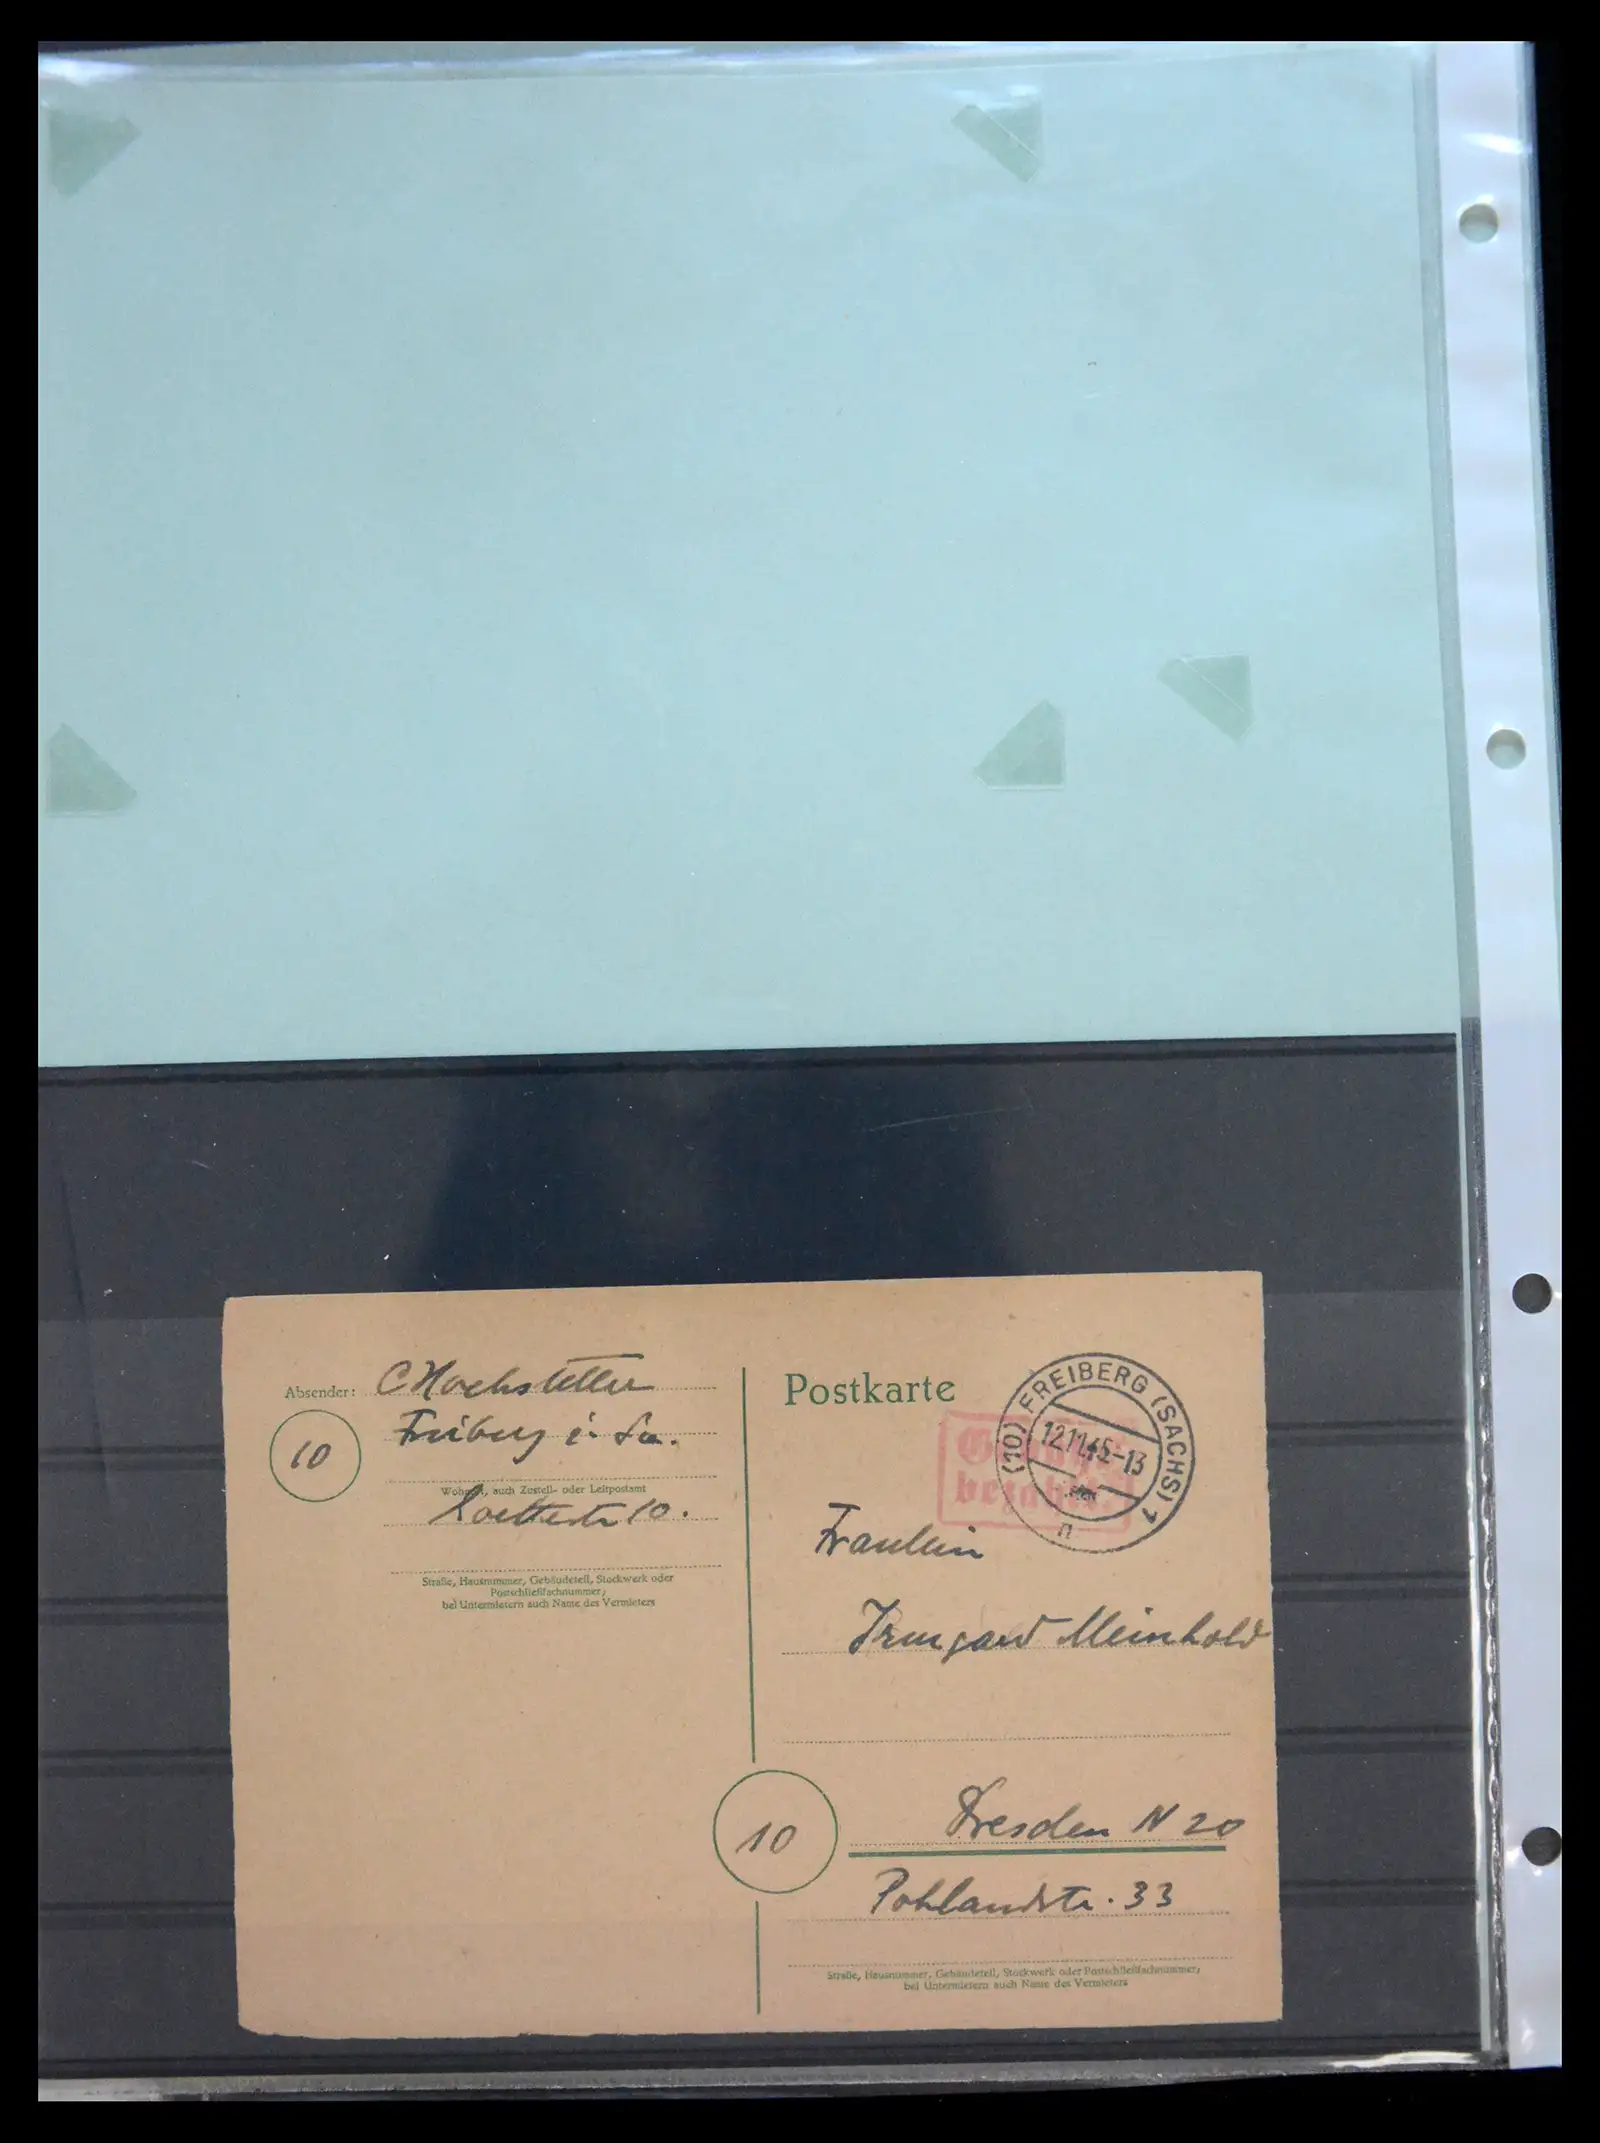 Absender: C Hochstetter
Freiberg i. Sa.
10
Wohnort, auch Zustell- oder Leitpostamt
10.
Straße, Hausnummer, Gebäudeteil, Stockwerk oder
Postschließfachnummer;
bei Untermietern auch Name des Vermieters
Postkarte
(10) FREIBERG (SACHS) 1
12.11.45-13
n
Gebühr
bezahlt.
Fraulein
Irmgard Meinhold
10
Dresden N 20
Pohlandstr. 33
Straße, Hausnummer, Gebäudeteil, Stockwerk oder Postschließfachnummer;
bei Untermietern auch Name des Vermieters